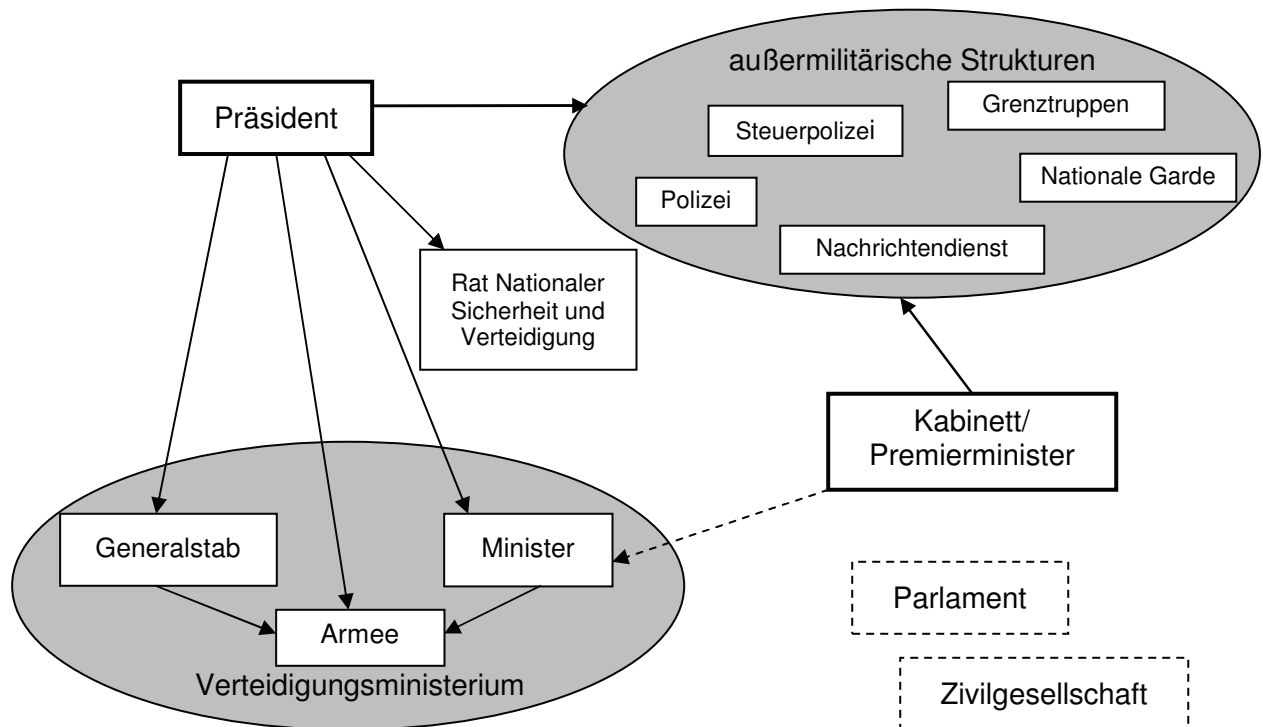 außermilitärische Strukturen
Präsident
Grenztruppen
Steuerpolizei
Nationale Garde
Polizei
Nachrichtendienst
Rat Nationaler
Sicherheit und
Verteidigung
Kabinett/
Premierminister
Generalstab
Minister
Armee
Verteidigungsministerium
Parlament
Zivilgesellschaft